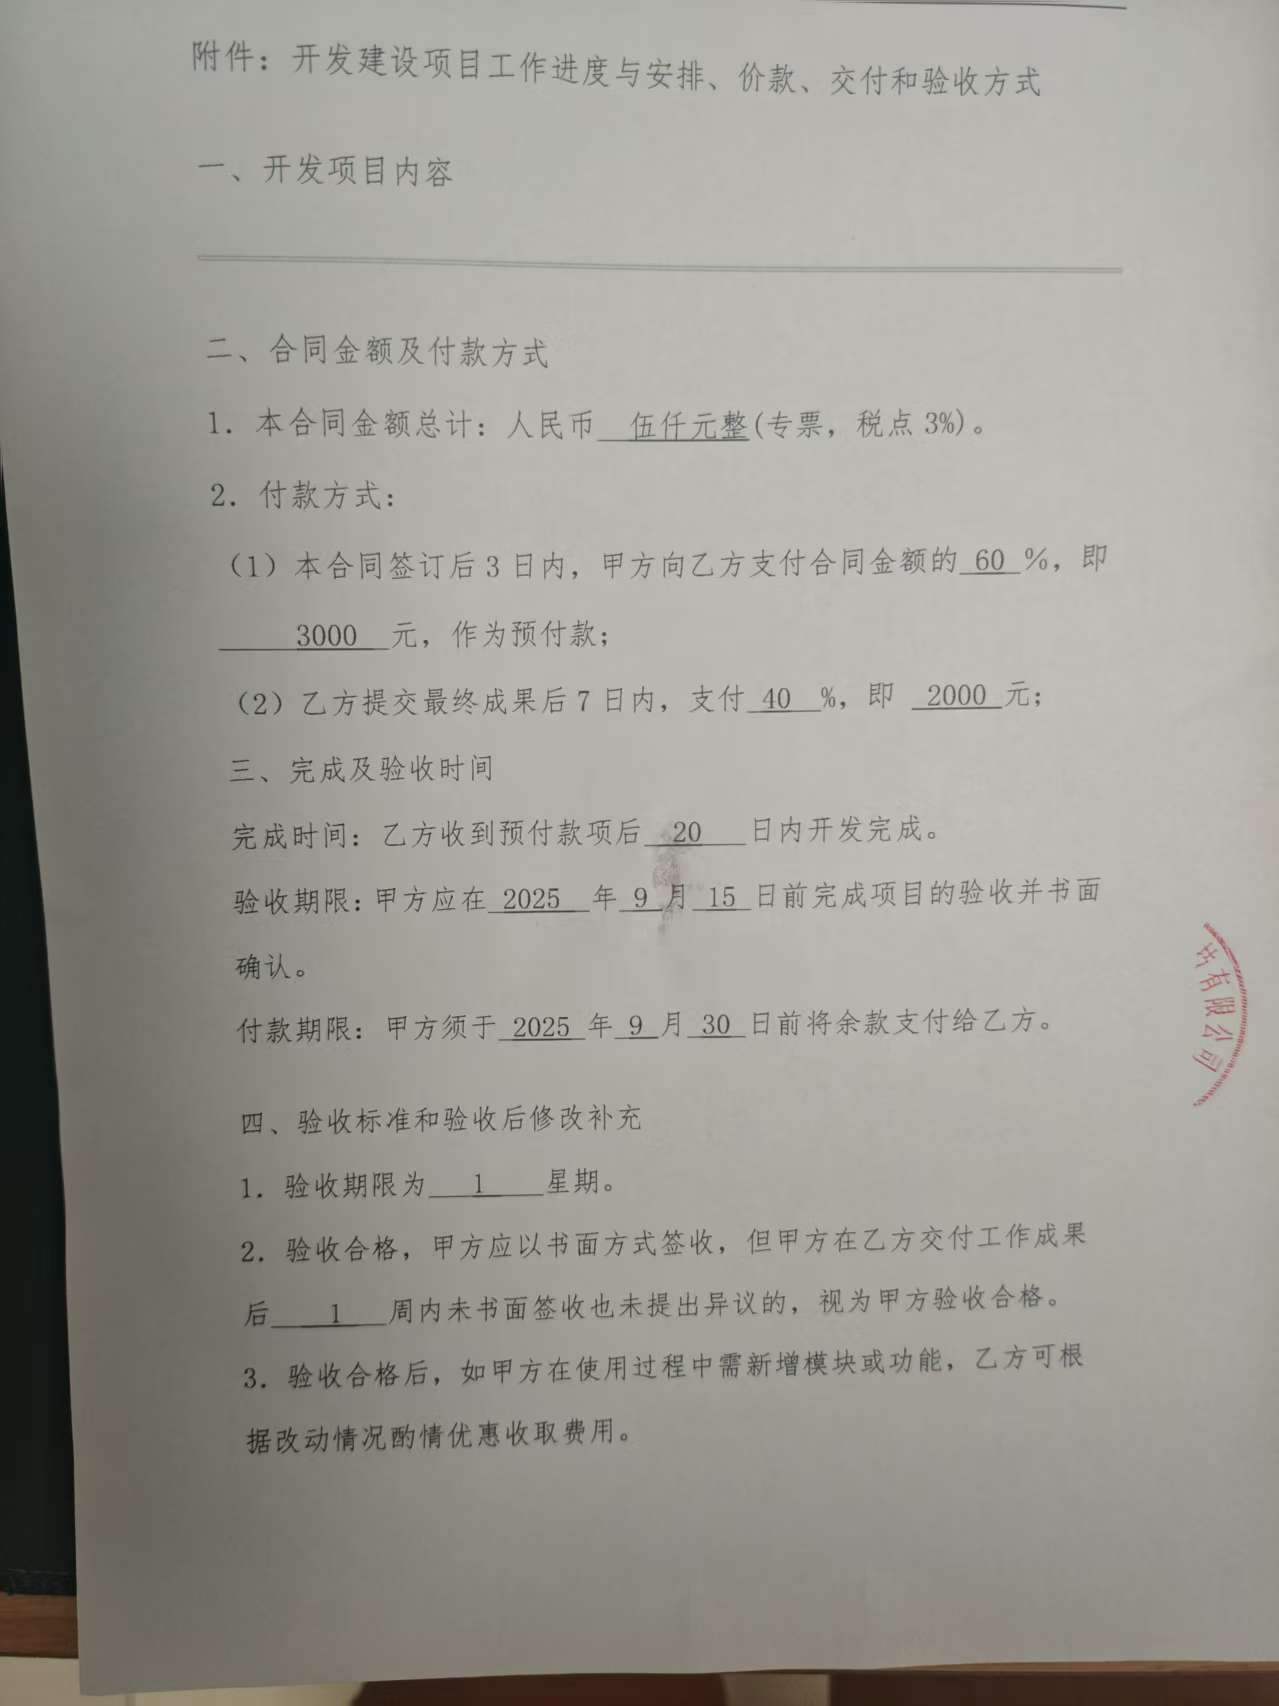 附件：开发建设项目工作进度与安排、价款、交付和验收方式
一、开发项目内容
二、合同金额及付款方式
1. 本合同金额总计：人民币 伍仟元整(专票，税点 3%)。
2. 付款方式：
（1）本合同签订后 3 日内，甲方向乙方支付合同金额的 60 %，即
3000 元，作为预付款；
（2）乙方提交最终成果后 7 日内，支付 40 %，即 2000 元；
三、完成及验收时间
完成时间：乙方收到预付款项后 20 日内开发完成。
验收期限：甲方应在 2025 年 9 月 15 日前完成项目的验收并书面
确认。
付款期限：甲方须于 2025 年 9 月 30 日前将余款支付给乙方。
四、验收标准和验收后修改补充
1. 验收期限为 1 星期。
2. 验收合格，甲方应以书面方式签收，但甲方在乙方交付工作成果
后 1 周内未书面签收也未提出异议的，视为甲方验收合格。
3. 验收合格后，如甲方在使用过程中需新增模块或功能，乙方可根
据改动情况酌情优惠收取费用。
有限公司